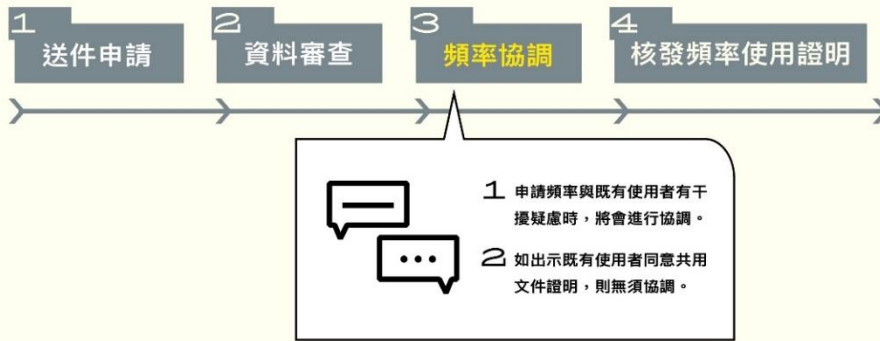 1 送件申請
2 資料審查
3 頻率協調
4 核發頻率使用證明
1 申請頻率與既有使用者有干
擾疑慮時，將會進行協調。
2 如出示既有使用者同意共用
文件證明，則無須協調。